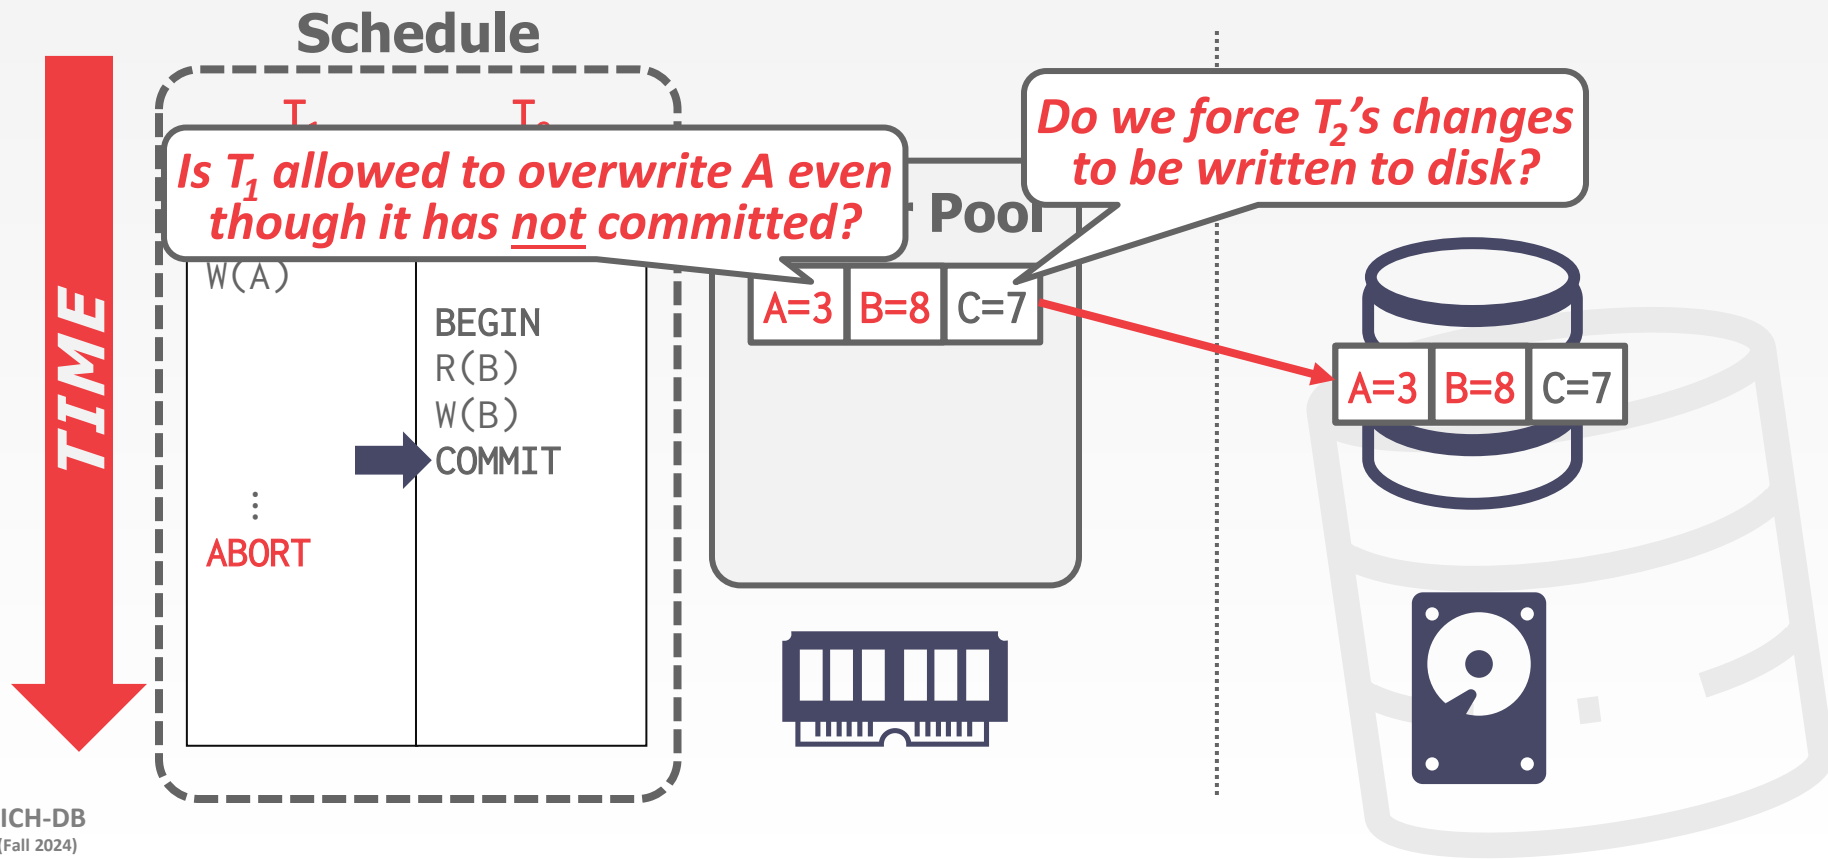 Schedule
T
T
Is T₁ allowed to overwrite A even
though it has not committed?
Do we force T₂’s changes
to be written to disk?
Pool
TIME
W(A)
BEGIN
R(B)
W(B)
COMMIT
⋮
ABORT
A=3 B=8 C=7
A=3 B=8 C=7
ICH-DB
(Fall 2024)